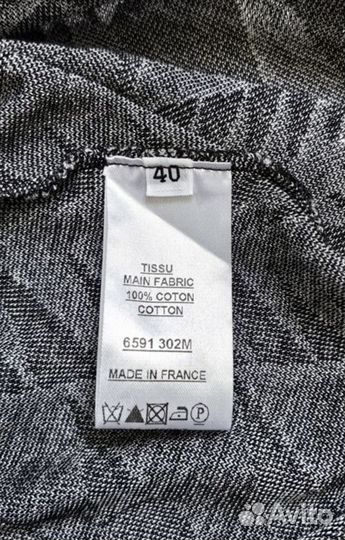 40
TISSU
MAIN FABRIC
100% COTON
COTTON
6591 302M
MADE IN FRANCE
P
Avito